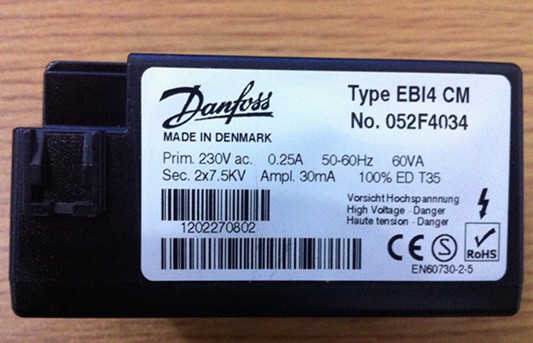 Danfoss
MADE IN DENMARK
Type EBI4 CM
No. 052F4034
Prim. 230V ac. 0.25A 50-60Hz 60VA
Sec. 2x7.5KV Ampl. 30mA 100% ED T35
1202270802
Vorsicht Hochspannnung
High Voltage - Danger
Haute tension - Danger
CE S RoHS
EN60730-2-5